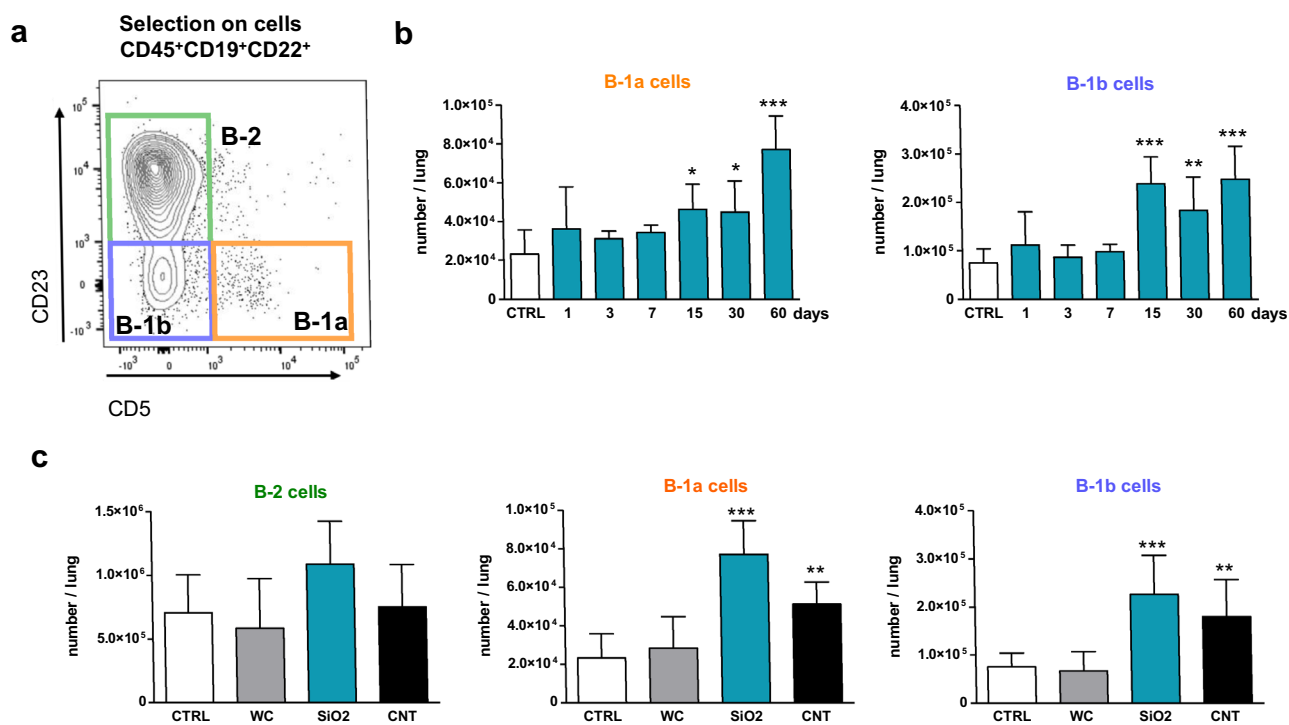 a
Selection on cells
CD45⁺CD19⁺CD22⁺
10⁵
10⁴
10³
0
-10³
CD23
B-2
B-1b
B-1a
-10³ 0 10³ 10⁴ 10⁵
CD5
b
B-1a cells
number / lung
1.0×10⁵
8.0×10⁴
6.0×10⁴
4.0×10⁴
2.0×10⁴
0
* * ***
CTRL 1 3 7 15 30 60 days
B-1b cells
number / lung
4.0×10⁵
3.0×10⁵
2.0×10⁵
1.0×10⁵
0
*** ** ***
CTRL 1 3 7 15 30 60 days
c
B-2 cells
number / lung
1.5×10⁶
1.0×10⁶
5.0×10⁵
0
CTRL WC SiO2 CNT
B-1a cells
number / lung
1.0×10⁵
8.0×10⁴
6.0×10⁴
4.0×10⁴
2.0×10⁴
0
*** **
CTRL WC SiO2 CNT
B-1b cells
number / lung
4.0×10⁵
3.0×10⁵
2.0×10⁵
1.0×10⁵
0
*** **
CTRL WC SiO2 CNT